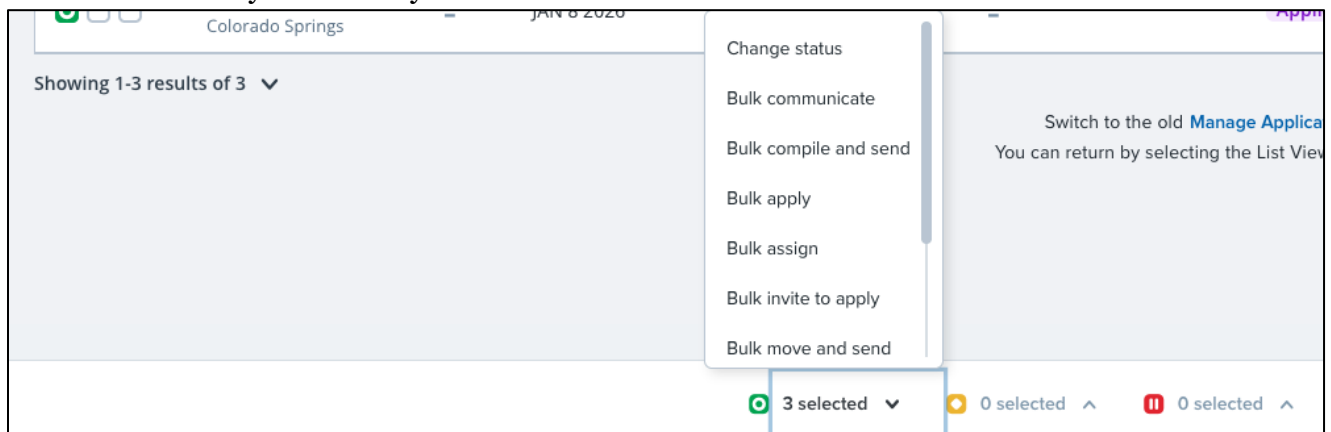 JAN 8 2026
Colorado Springs
Showing 1-3 results of 3
Change status
Bulk communicate
Bulk compile and send
Bulk apply
Bulk assign
Bulk invite to apply
Bulk move and send
Switch to the old Manage Applica
You can return by selecting the List View
3 selected
0 selected
0 selected